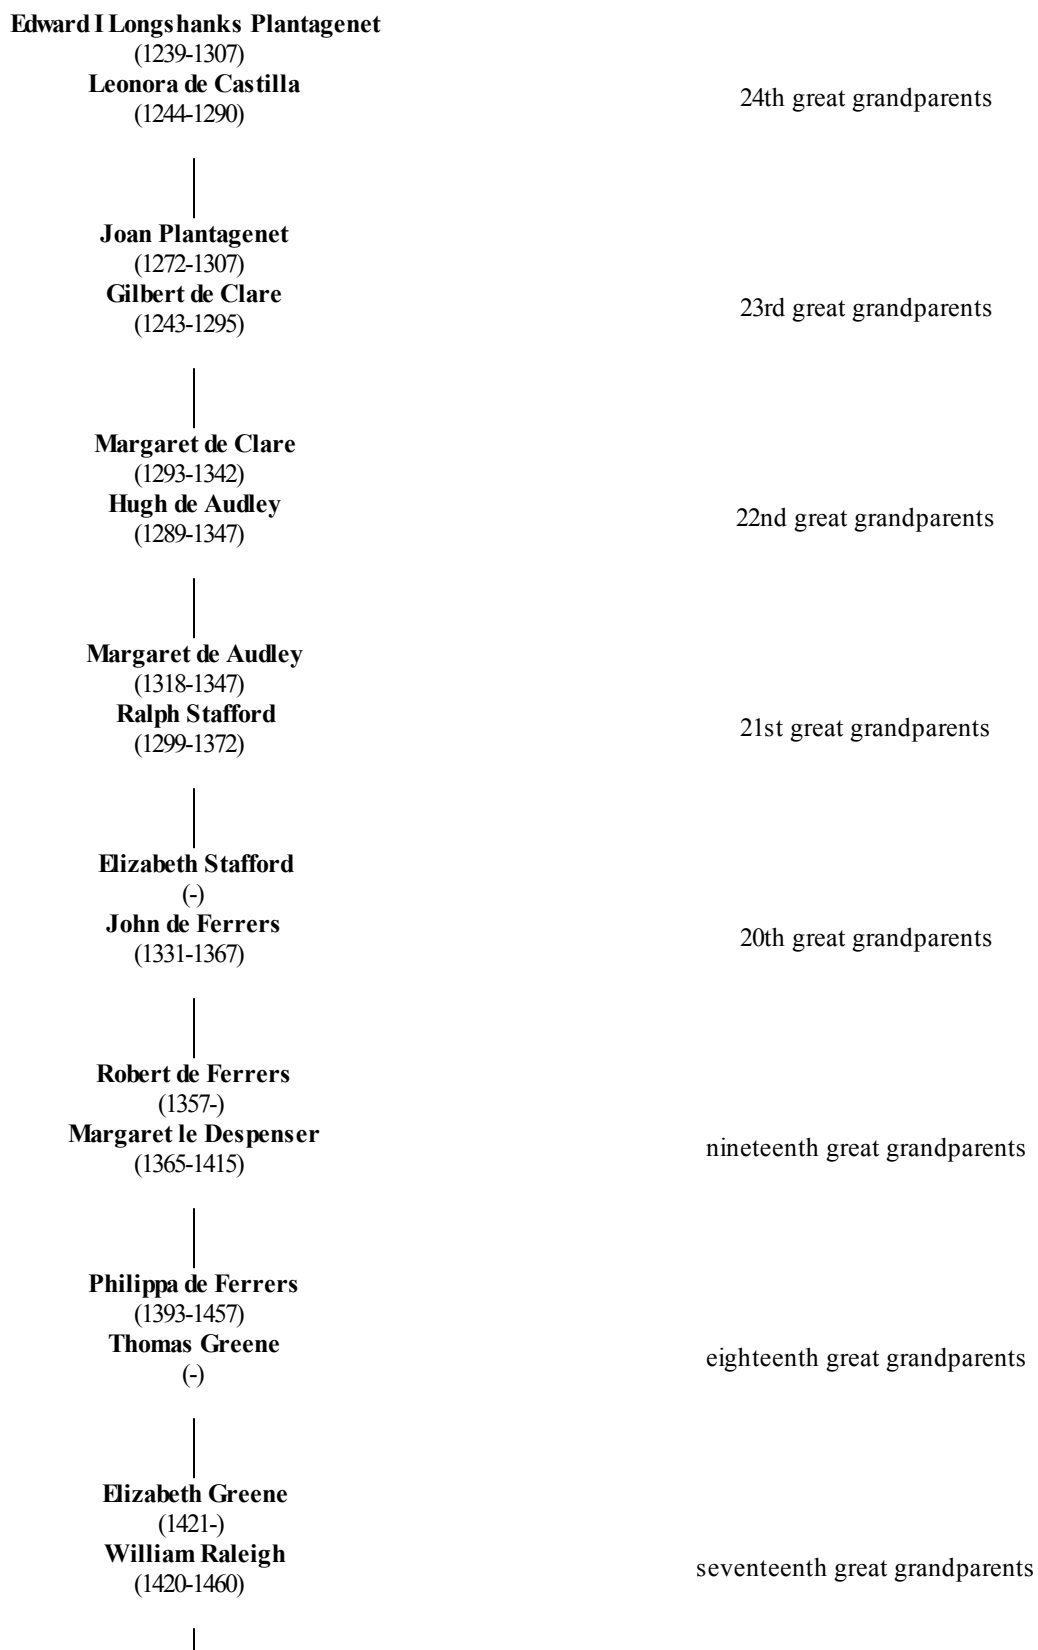 Edward I Longshanks Plantagenet
(1239-1307)
Leonora de Castilla
(1244-1290)
24th great grandparents
Joan Plantagenet
(1272-1307)
Gilbert de Clare
(1243-1295)
23rd great grandparents
Margaret de Clare
(1293-1342)
Hugh de Audley
(1289-1347)
22nd great grandparents
Margaret de Audley
(1318-1347)
Ralph Stafford
(1299-1372)
21st great grandparents
Elizabeth Stafford
(-)
John de Ferrers
(1331-1367)
20th great grandparents
Robert de Ferrers
(1357-)
Margaret le Despenser
(1365-1415)
nineteenth great grandparents
Philippa de Ferrers
(1393-1457)
Thomas Greene
(-)
eighteenth great grandparents
Elizabeth Greene
(1421-)
William Raleigh
(1420-1460)
seventeenth great grandparents